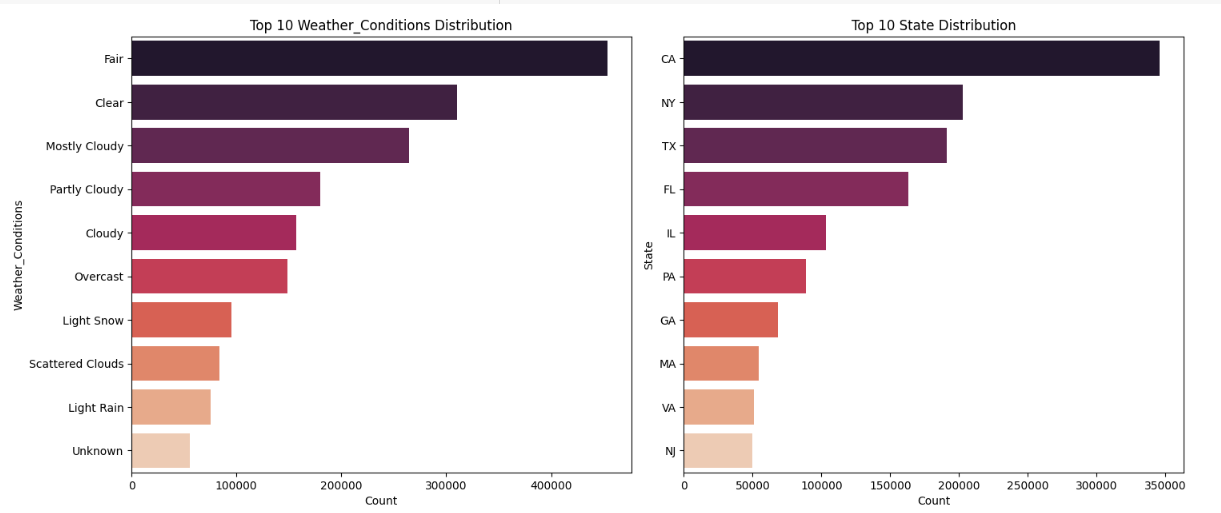 Top 10 Weather_Conditions Distribution
Weather_Conditions
Fair
Clear
Mostly Cloudy
Partly Cloudy
Cloudy
Overcast
Light Snow
Scattered Clouds
Light Rain
Unknown
0 100000 200000 300000 400000
Count
Top 10 State Distribution
State
CA
NY
TX
FL
IL
PA
GA
MA
VA
NJ
0 50000 100000 150000 200000 250000 300000 350000
Count